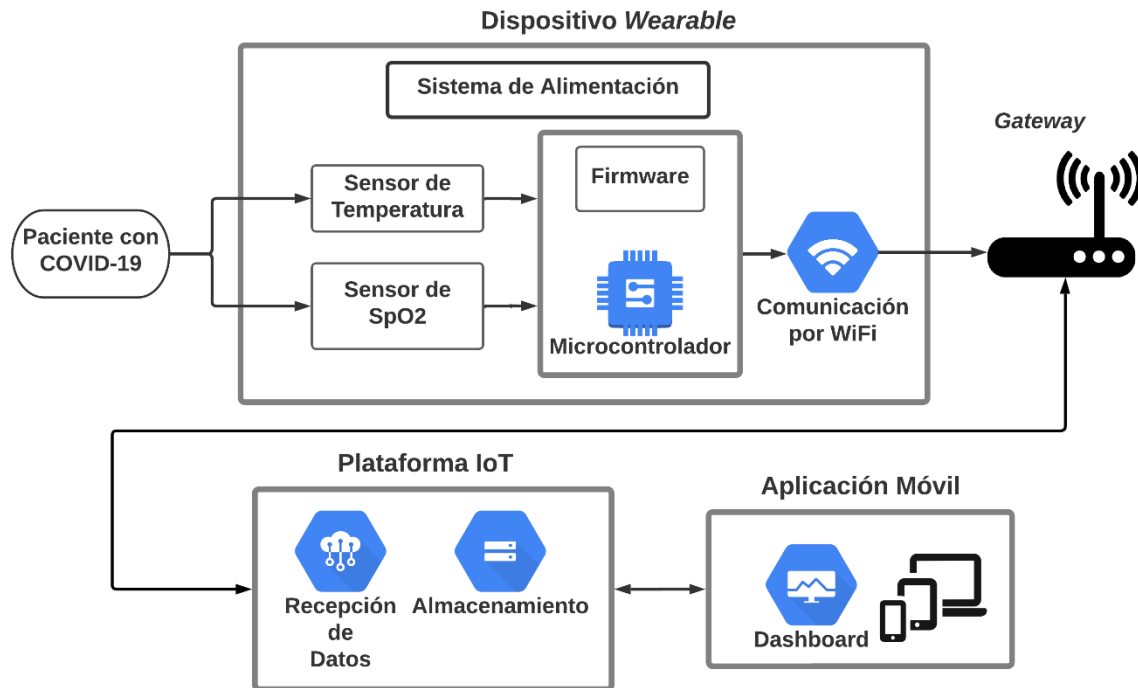 Dispositivo Wearable
Sistema de Alimentación
Gateway
Sensor de
Temperatura
Firmware
Paciente con
COVID-19
Sensor de
SpO2
Microcontrolador
Comunicación
por WiFi
Plataforma IoT
Aplicación Móvil
Recepción
de
Datos
Almacenamiento
Dashboard